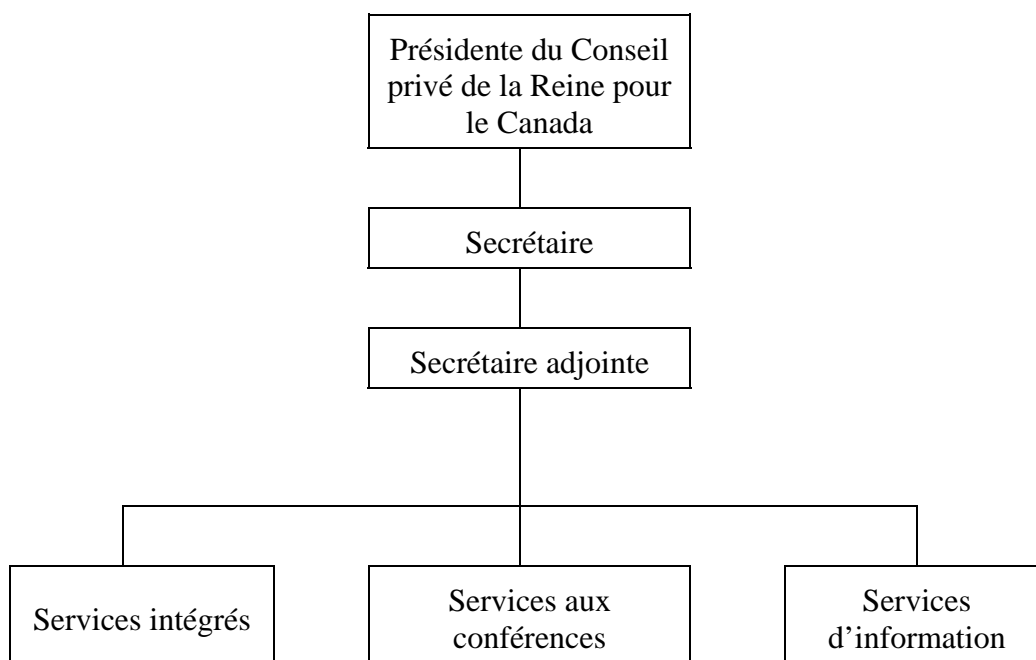 Présidente du Conseil
privé de la Reine pour
le Canada
Secrétaire
Secrétaire adjointe
Services intégrés
Services aux
conférences
Services
d’information